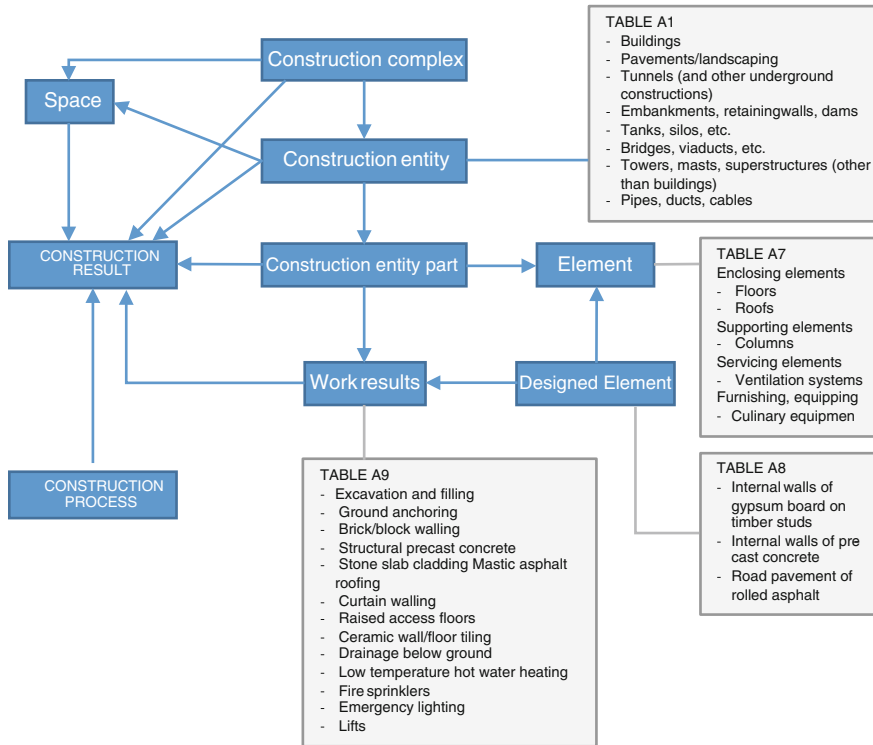 Construction complex
Space
Construction entity
CONSTRUCTION
RESULT
Construction entity part
Element
Work results
Designed Element
CONSTRUCTION
PROCESS
TABLE A1
- Buildings
- Pavements/landscaping
- Tunnels (and other underground
constructions)
- Embankments, retainingwalls, dams
- Tanks, silos, etc.
- Bridges, viaducts, etc.
- Towers, masts, superstructures (other
than buildings)
- Pipes, ducts, cables
TABLE A7
Enclosing elements
- Floors
- Roofs
Supporting elements
- Columns
Servicing elements
- Ventilation systems
Furnishing, equipping
- Culinary equipmen
TABLE A8
- Internal walls of
gypsum board on
timber studs
- Internal walls of pre
cast concrete
- Road pavement of
rolled asphalt
TABLE A9
- Excavation and filling
- Ground anchoring
- Brick/block walling
- Structural precast concrete
- Stone slab cladding Mastic asphalt
roofing
- Curtain walling
- Raised access floors
- Ceramic wall/floor tiling
- Drainage below ground
- Low temperature hot water heating
- Fire sprinklers
- Emergency lighting
- Lifts